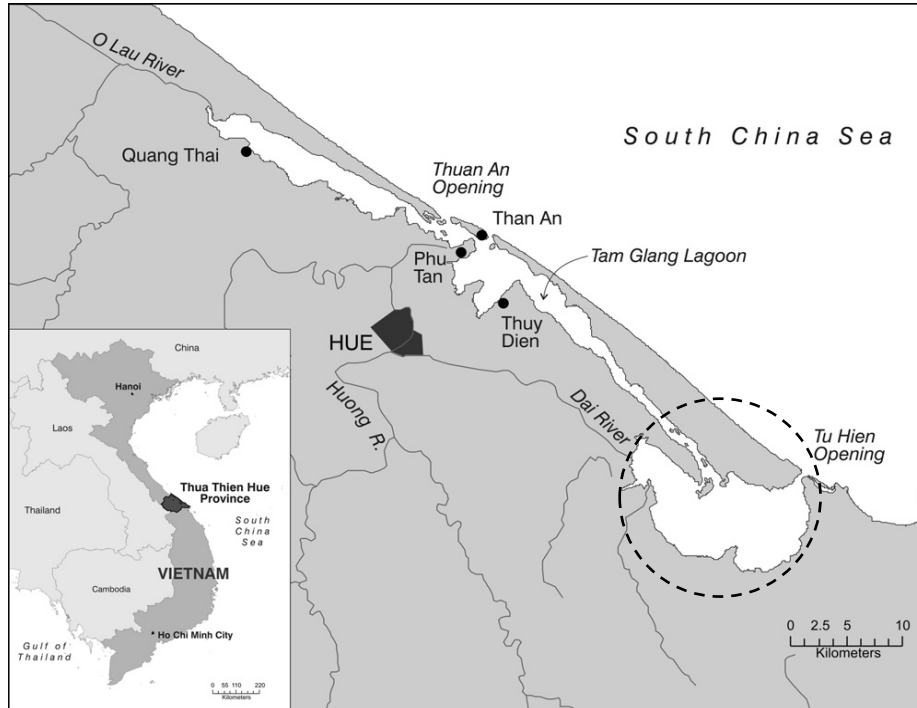 O Lau River
South China Sea
Quang Thai
Thuan An
Opening
Than An
Phu
Tan
Tam Glang Lagoon
Thuy
Dien
HUE
Huong R.
Dai River
Tu Hien
Opening
0 2.5 5 10
Kilometers
China
Hanoi
Laos
Thua Thien Hue
Province
Thailand
South
China
Sea
VIETNAM
Cambodia
Ho Chi Minh City
Gulf of
Thailand
0 55 110 220
Kilometers